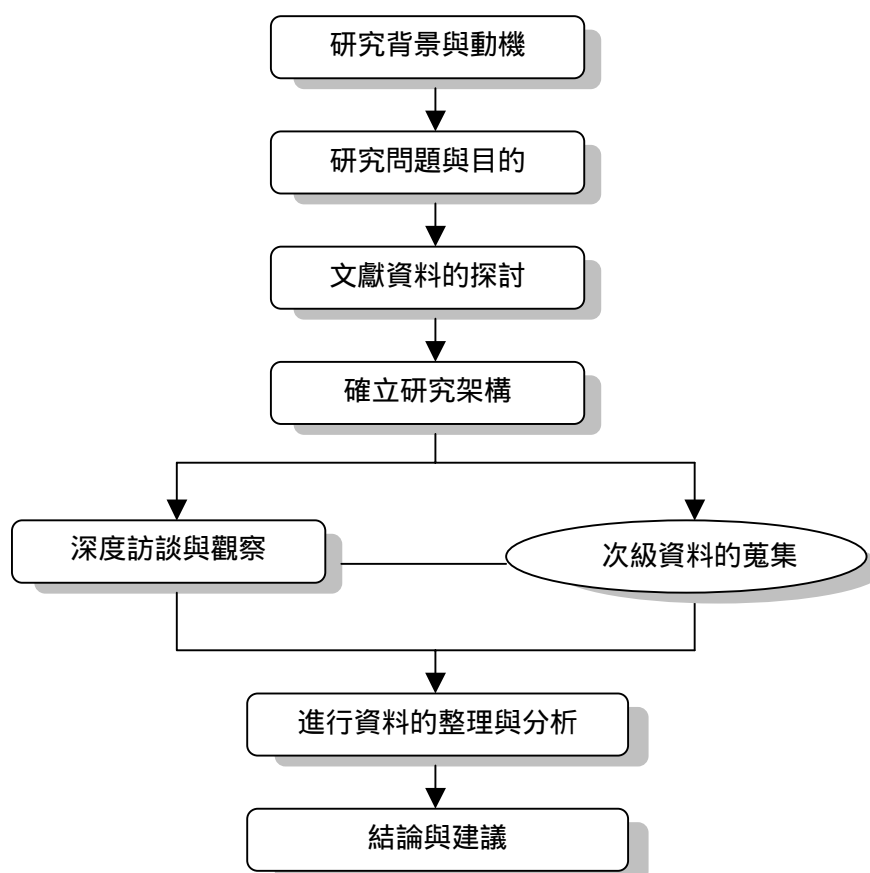 研究背景與動機
研究問題與目的
文獻資料的探討
確立研究架構
深度訪談與觀察
次級資料的蒐集
進行資料的整理與分析
結論與建議